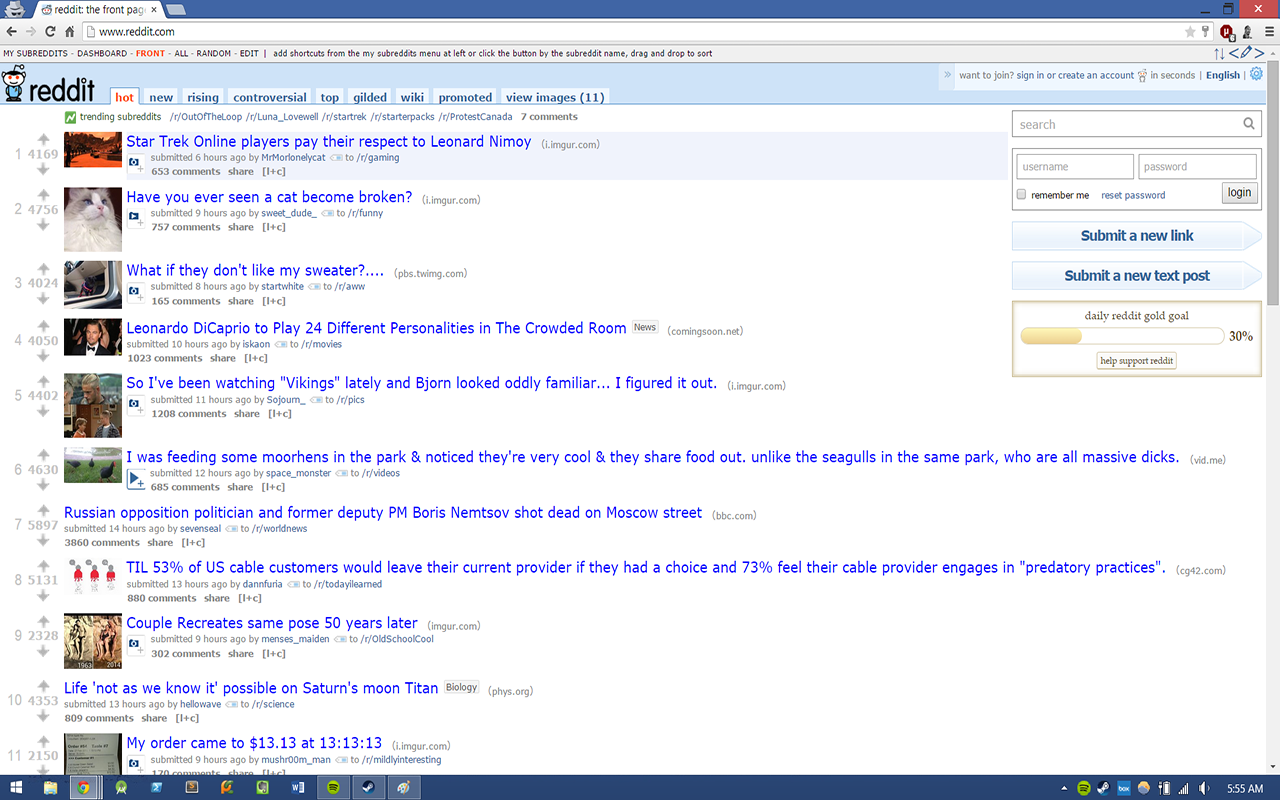 reddit: the front page
www.reddit.com
MY SUBREDDITS - DASHBOARD - FRONT - ALL - RANDOM - EDIT | add shortcuts from the my subreddits menu at left or click the button by the subreddit name, drag and drop to sort
reddit hot new rising controversial top gilded wiki promoted view images (11)
want to join? sign in or create an account in seconds | English |
trending subreddits /r/OutOfTheLoop /r/Luna_Lovewell /r/startrek /r/starterpacks /r/ProtestCanada 7 comments
1 4169
Star Trek Online players pay their respect to Leonard Nimoy (i.imgur.com)
submitted 6 hours ago by MrMorlonelycat to /r/gaming
653 comments share [l+c]
2 4756
Have you ever seen a cat become broken? (i.imgur.com)
submitted 9 hours ago by sweet_dude_ to /r/funny
757 comments share [l+c]
3 4024
What if they don't like my sweater?.... (pbs.twimg.com)
submitted 8 hours ago by startwhite to /r/aww
165 comments share [l+c]
4 4050
Leonardo DiCaprio to Play 24 Different Personalities in The Crowded Room News (comingsoon.net)
submitted 10 hours ago by iskaon to /r/movies
1023 comments share [l+c]
5 4402
So I've been watching "Vikings" lately and Bjorn looked oddly familiar... I figured it out. (i.imgur.com)
submitted 11 hours ago by Sojourn_ to /r/pics
1208 comments share [l+c]
6 4630
I was feeding some moorhens in the park & noticed they're very cool & they share food out. unlike the seagulls in the same park, who are all massive dicks. (vid.me)
submitted 12 hours ago by space_monster to /r/videos
685 comments share [l+c]
7 5897
Russian opposition politician and former deputy PM Boris Nemtsov shot dead on Moscow street (bbc.com)
submitted 14 hours ago by sevenseal to /r/worldnews
3860 comments share [l+c]
8 5131
TIL 53% of US cable customers would leave their current provider if they had a choice and 73% feel their cable provider engages in "predatory practices". (cg42.com)
submitted 13 hours ago by dannfuria to /r/todayilearned
880 comments share [l+c]
9 2328
1963 2014
Couple Recreates same pose 50 years later (imgur.com)
submitted 9 hours ago by menses_maiden to /r/OldSchoolCool
302 comments share [l+c]
10 4353
Life 'not as we know it' possible on Saturn's moon Titan Biology (phys.org)
submitted 13 hours ago by hellowave to /r/science
809 comments share [l+c]
11 2150
My order came to $13.13 at 13:13:13 (i.imgur.com)
submitted 9 hours ago by mushr00m_man to /r/mildlyinteresting
170 comments share [l+c]
search
username password
remember me reset password login
Submit a new link
Submit a new text post
daily reddit gold goal
30%
help support reddit
box
5:55 AM